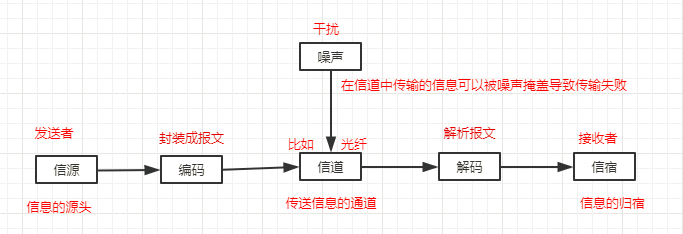 干扰
噪声
在信道中传输的信息可以被噪声掩盖导致传输失败
发送者
封装成报文
比如
光纤
解析报文
接收者
信源
编码
信道
解码
信宿
信息的源头
传送信息的通道
信息的归宿